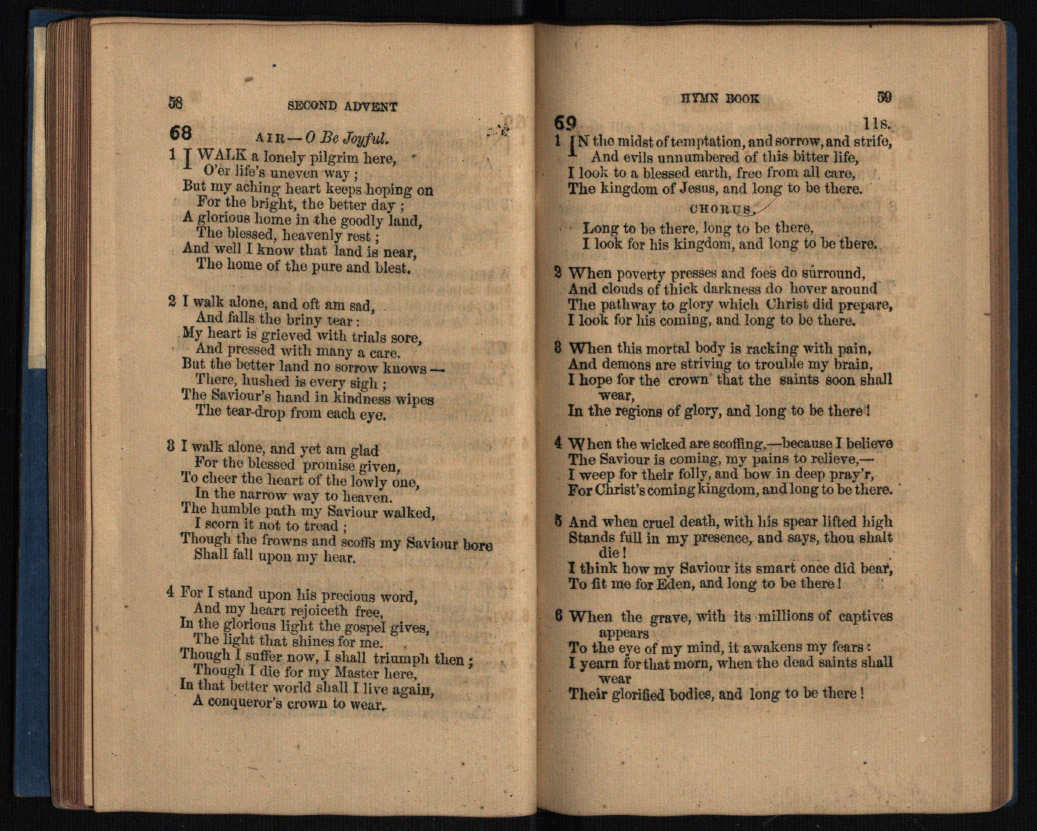 58
SECOND ADVENT
68
AIR—O Be Joyful.
1 I WALK a lonely pilgrim here,
O'er life's uneven way ;
But my aching heart keeps hoping on
For the bright, the better day ;
A glorious home in the goodly land,
The blessed, heavenly rest ;
And well I know that land is near,
The home of the pure and blest.
2 I walk alone, and oft am sad,
And falls the briny tear :
My heart is grieved with trials sore,
And pressed with many a care.
But the better land no sorrow knows —
There, hushed is every sigh ;
The Saviour's hand in kindness wipes
The tear-drop from each eye.
3 I walk alone, and yet am glad
For the blessed promise given,
To cheer the heart of the lowly one,
In the narrow way to heaven.
The humble path my Saviour walked,
I scorn it not to tread ;
Though the frowns and scoffs my Saviour bore
Shall fall upon my hear.
4 For I stand upon his precious word,
And my heart rejoiceth free,
In the glorious light the gospel gives,
The light that shines for me.
Though I suffer now, I shall triumph then ;
Though I die for my Master here,
In that better world shall I live again,
A conqueror's crown to wear.
HYMN BOOK
59
69
11s.
1 IN the midst of temptation, and sorrow, and strife,
And evils unnumbered of this bitter life,
I look to a blessed earth, free from all care,
The kingdom of Jesus, and long to be there.
CHORUS.
Long to be there, long to be there,
I look for his kingdom, and long to be there.
2 When poverty presses and foes do surround,
And clouds of thick darkness do hover around
The pathway to glory which Christ did prepare,
I look for his coming, and long to be there.
3 When this mortal body is racking with pain,
And demons are striving to trouble my brain,
I hope for the crown that the saints soon shall
wear,
In the regions of glory, and long to be there !
4 When the wicked are scoffing,—because I believe
The Saviour is coming, my pains to relieve,—
I weep for their folly, and bow in deep pray'r,
For Christ's coming kingdom, and long to be there.
5 And when cruel death, with his spear lifted high
Stands full in my presence, and says, thou shalt
die !
I think how my Saviour its smart once did bear,
To fit me for Eden, and long to be there !
6 When the grave, with its millions of captives
appears
To the eye of my mind, it awakens my fears :
I yearn for that morn, when the dead saints shall
wear
Their glorified bodies, and long to be there !